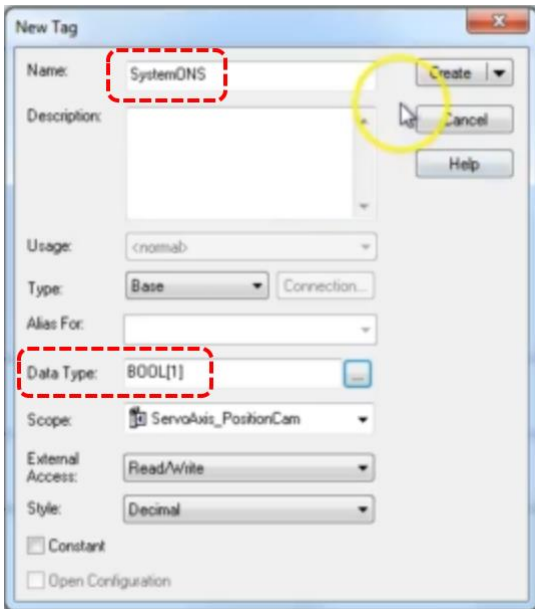 New Tag
Name:
SystemONS
Create
Description:
Cancel
Help
Usage:
<normal>
Type:
Base
Connection...
Alias For:
Data Type:
BOOL[1]
...
Scope:
ServoAxis_PositionCam
External
Access:
Read/Write
Style:
Decimal
Constant
Open Configuration